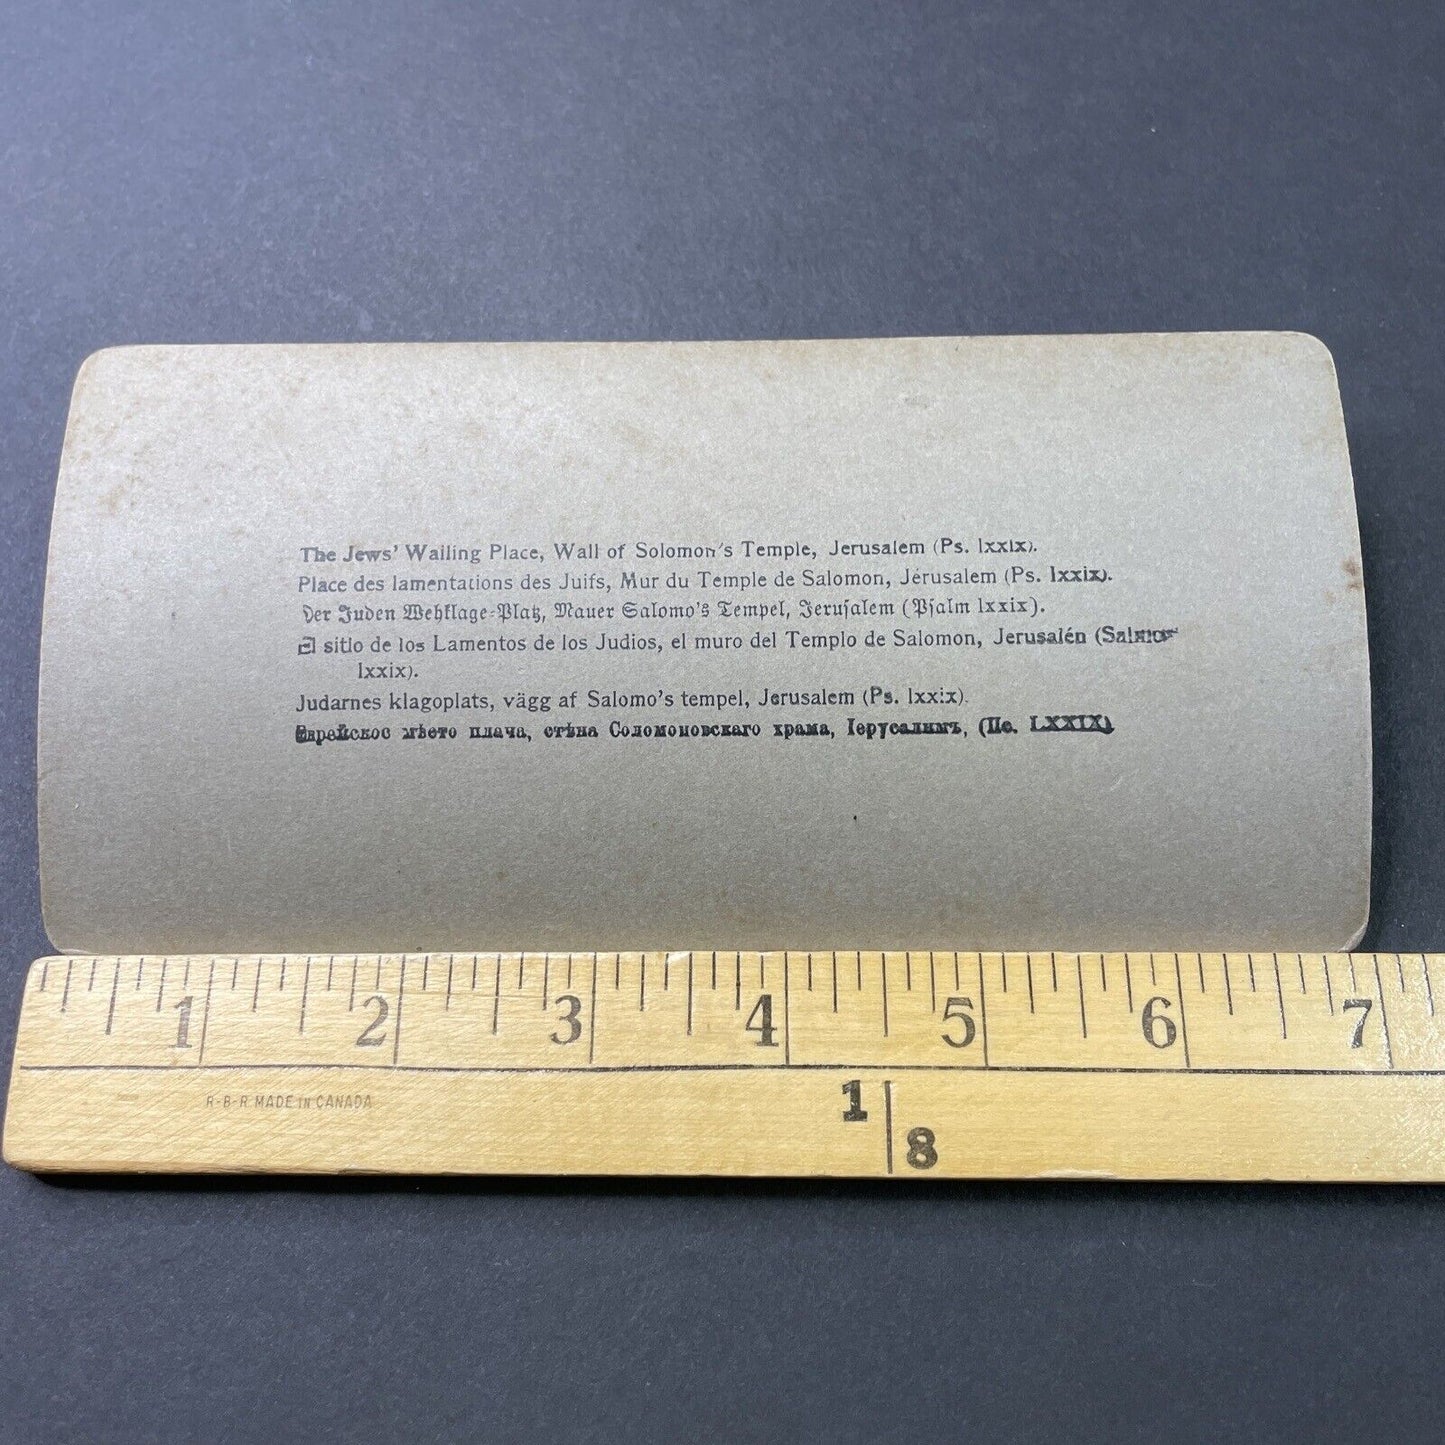 The Jews' Wailing Place, Wall of Solomon's Temple, Jerusalem (Ps. lxxix).
Place des lamentations des Juifs, Mur du Temple de Salomon, Jérusalem (Ps. lxxix).
Der Juden Wehklage-Platz, Mauer Salomo's Tempel, Jerusalem (Psalm lxxix).
El sitio de los Lamentos de los Judios, el muro del Templo de Salomon, Jerusalén (Salmos
lxxix).
Judarnes klagoplats, vägg af Salomo's tempel, Jerusalem (Ps. lxxix).
Еврейское мѣсто плача, стѣна Соломоновскаго храма, Іерусалимъ, (Пс. LXXIX)
1 2 3 4 5 6 7
R-B-R MADE IN CANADA
1 | 8